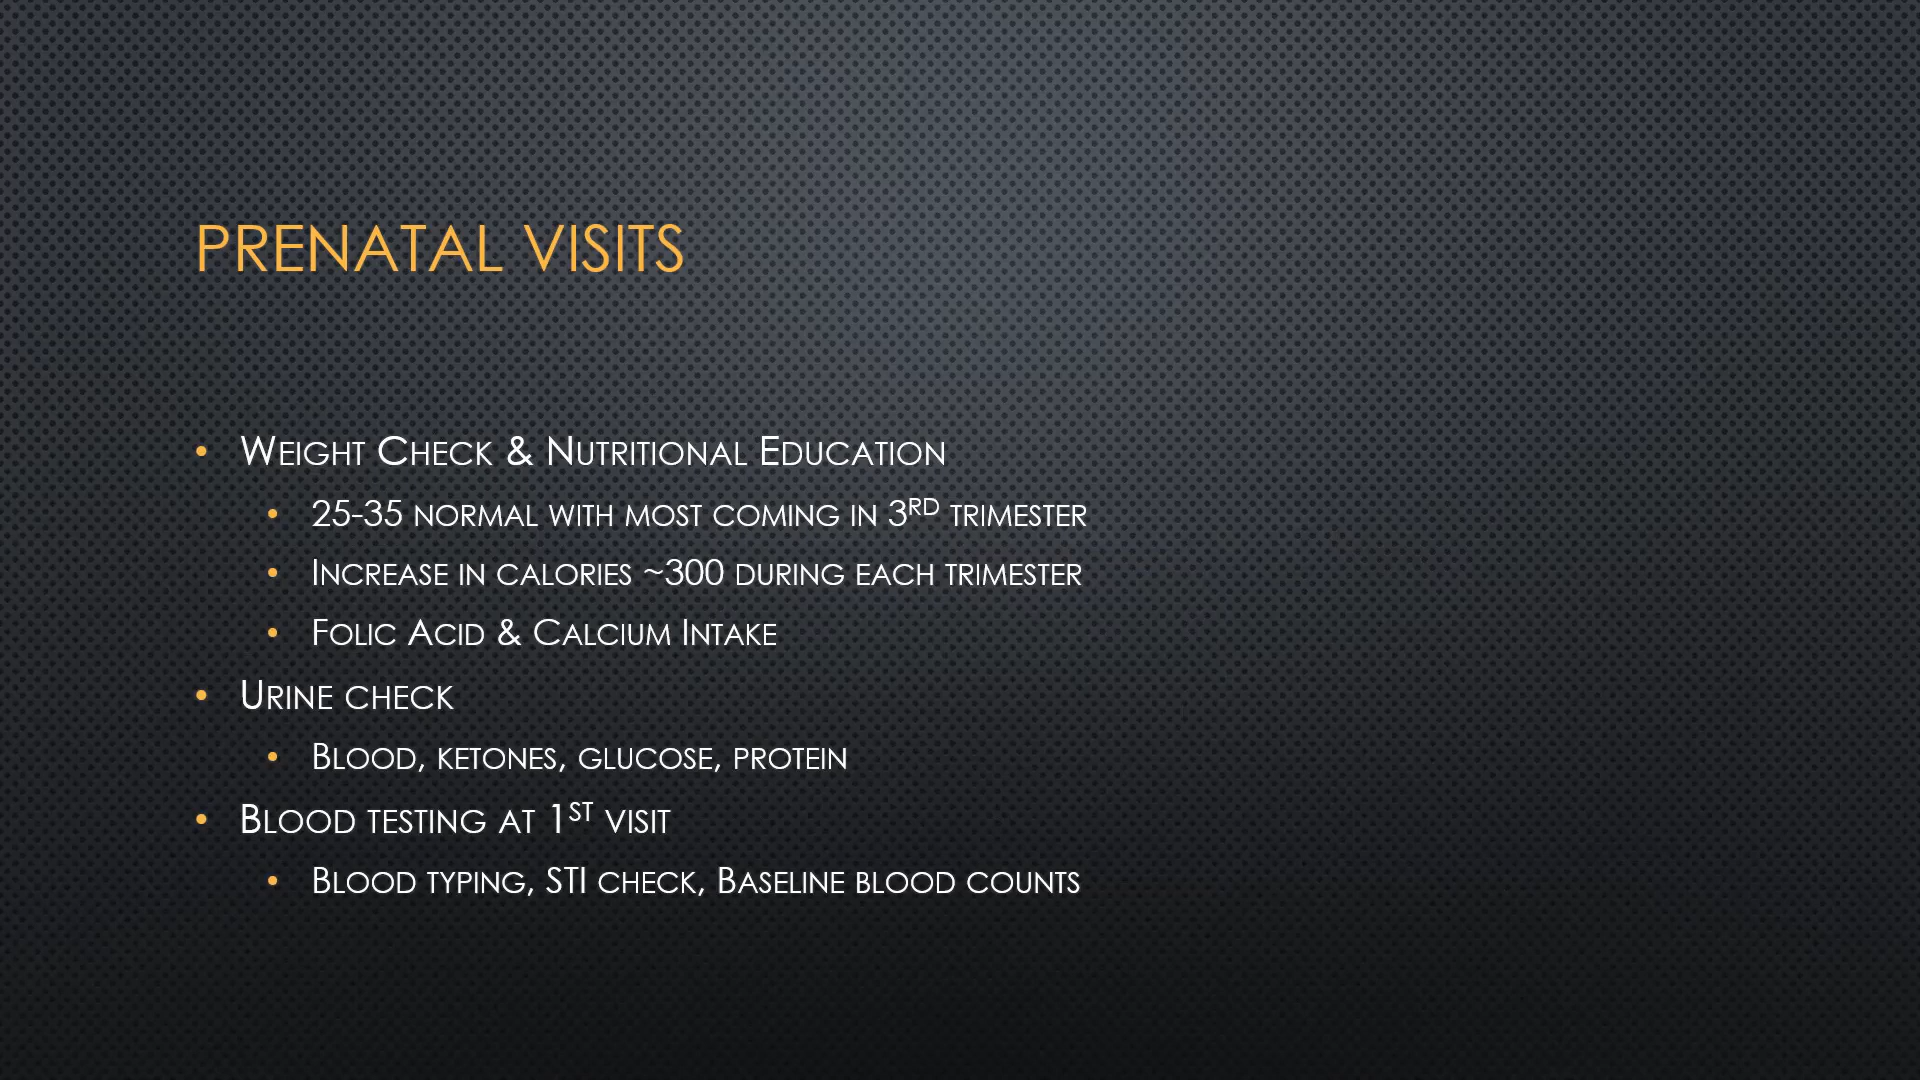 PRENATAL VISITS
• WEIGHT CHECK & NUTRITIONAL EDUCATION
• 25-35 NORMAL WITH MOST COMING IN 3RD TRIMESTER
• INCREASE IN CALORIES ~300 DURING EACH TRIMESTER
• FOLIC ACID & CALCIUM INTAKE
• URINE CHECK
• BLOOD, KETONES, GLUCOSE, PROTEIN
• BLOOD TESTING AT 1ST VISIT
• BLOOD TYPING, STI CHECK, BASELINE BLOOD COUNTS